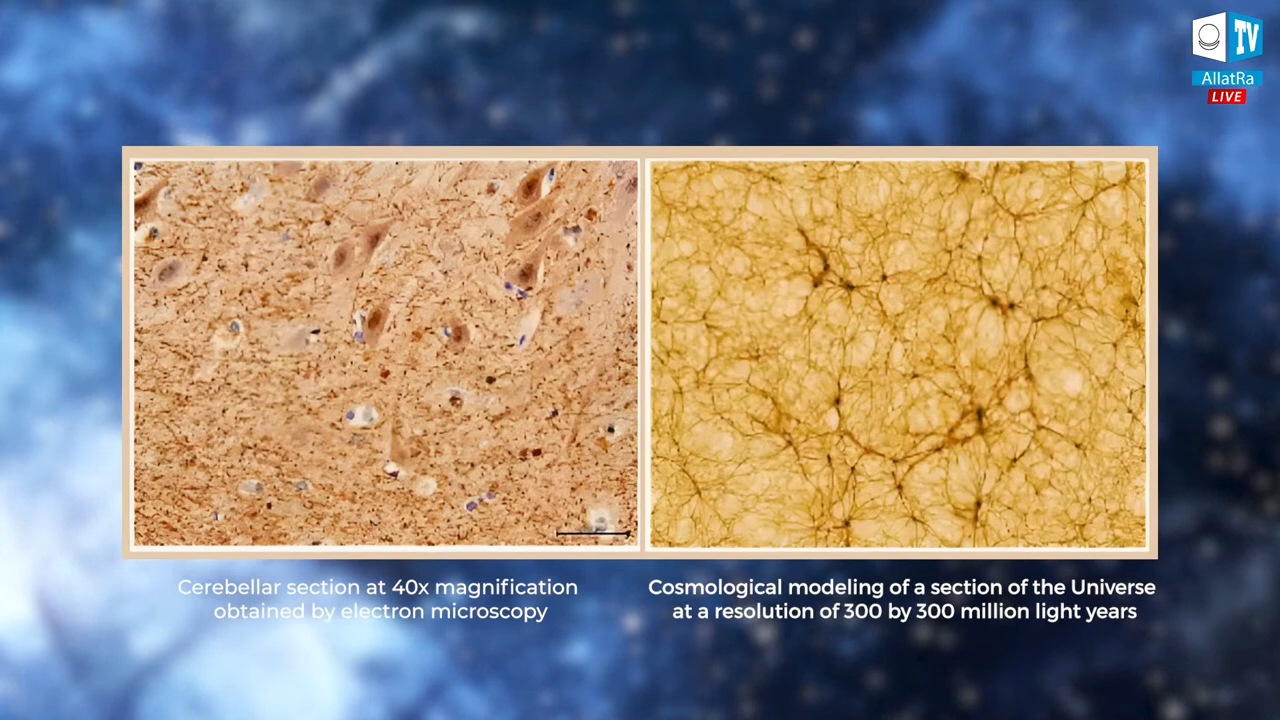 TV
AllatRa
LIVE
Cerebellar section at 40x magnification
obtained by electron microscopy
Cosmological modeling of a section of the Universe
at a resolution of 300 by 300 million light years